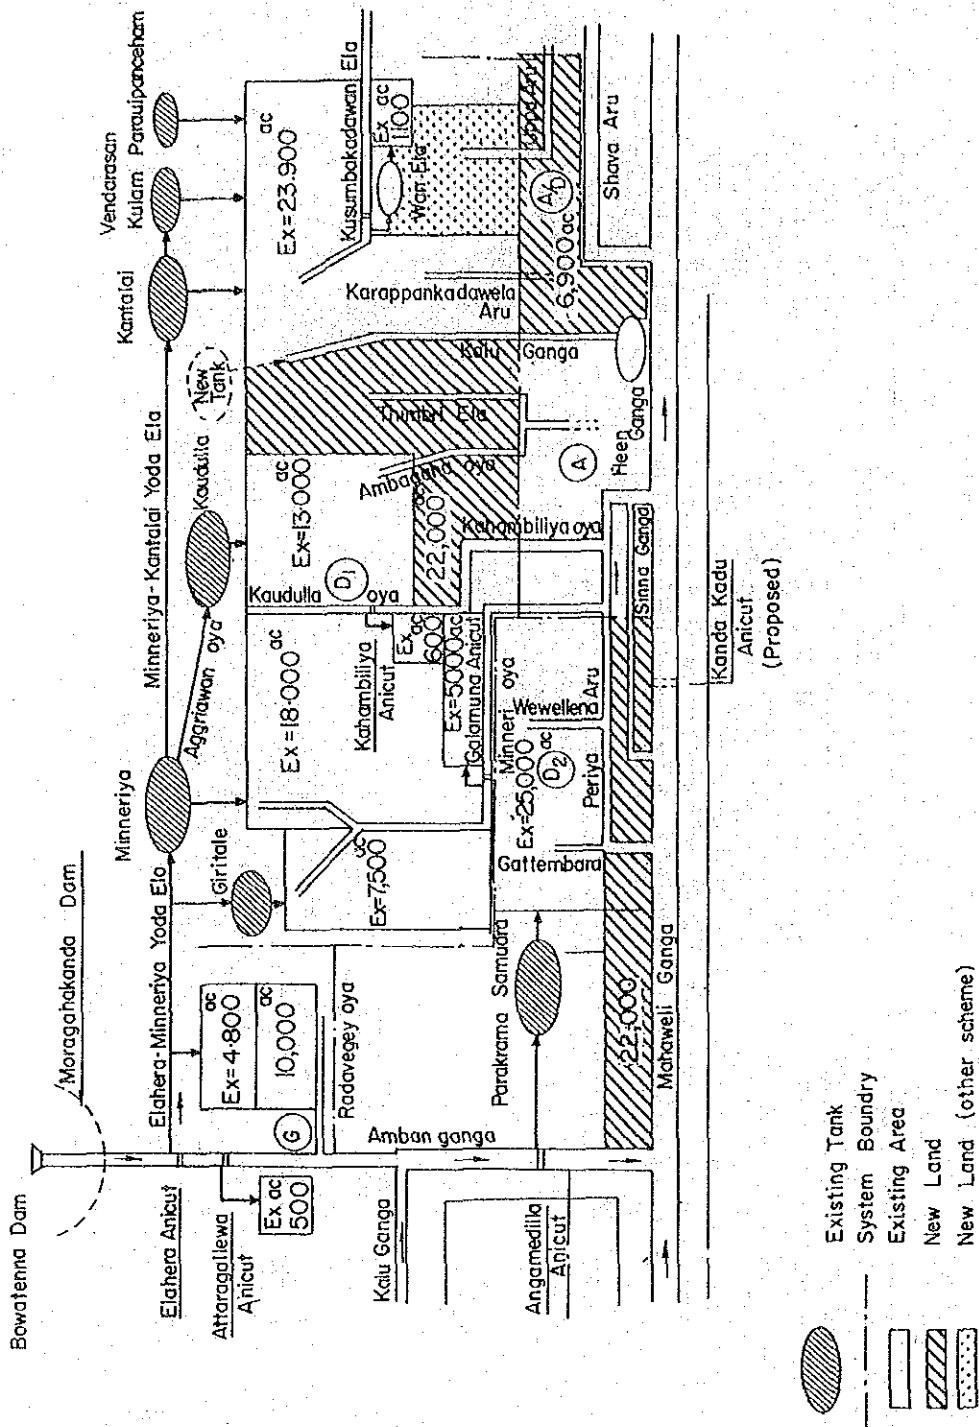 Bowatenna Dam
Moragahakanda Dam
Elahera Anicut
Attaragallewa
Anicut
Ex ac
500
Elahera-Minneriya Yoda Ela
Ex=4·800 ac
10,000 ac
G
Radavegey oya
Amban ganga
Kalu Ganga
Angamedilla
Anicut
Parakrama Samudra
Minneriya
Giritale
Ex=7,500 ac
Aggriawan oya
Minneriya-Kantalai Yoda Ela
Kaudulla
New
Tank
Kantalai
Vendarasan
Kulam
Parauipanceham
Ex=18·000 ac
Kahambiliya
Anicut
Ex ac
600
Ex=5000 ac
Galamuna Anicut
Kaudulla oya
D1
Ex=13·000 ac
22,000 ac
Ambagaha oya
Thimbri Ela
Kahambiliya oya
Minneri oya
Ex=25,000 ac
D2
Wewellena
Aru
Periya
Gattembara
22,000
Mahaweli Ganga
Sinna Ganga
Kanda Kadu
Anicut
(Proposed)
A
Heen
Ganga
Kalu Ganga
Karappankadawela
Aru
Ex=23.900 ac
Kusumbakadawan Ela
Ex ac
1100
Wan Ela
A/D
6,900 ac
Shava Aru
Existing Tank
System Boundry
Existing Area
New Land
New Land (other scheme)